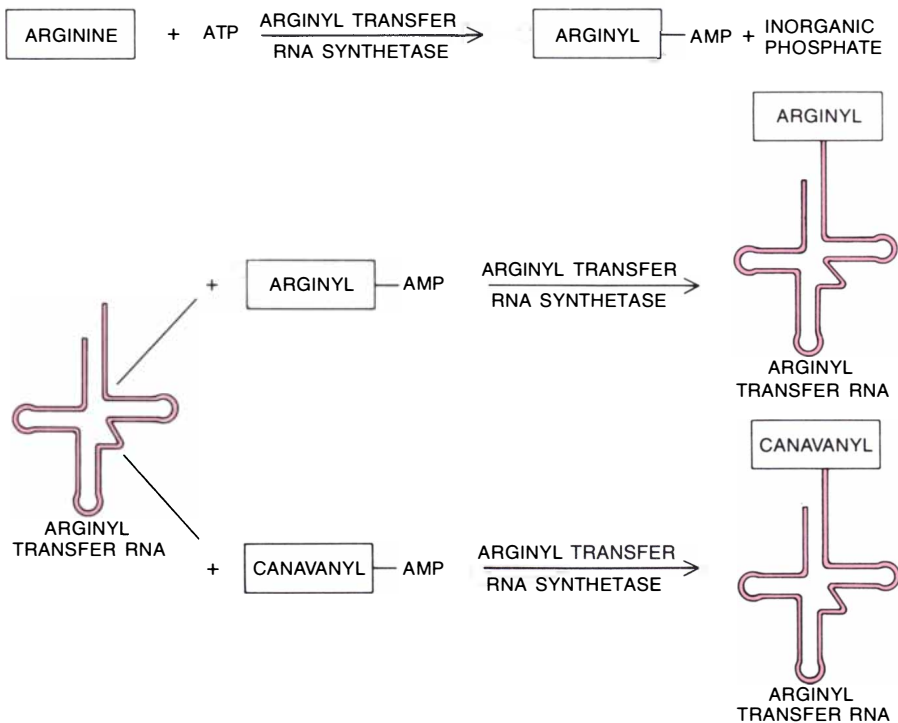 ARGININE + ATP ARGINYL TRANSFER RNA SYNTHETASE ARGINYL AMP + INORGANIC PHOSPHATE
ARGINYL
+ ARGINYL AMP ARGINYL TRANSFER
RNA SYNTHETASE
ARGINYL
TRANSFER RNA
ARGINYL
TRANSFER RNA
CANAVANYL
+ CANAVANYL AMP ARGINYL TRANSFER
RNA SYNTHETASE
ARGINYL
TRANSFER RNA